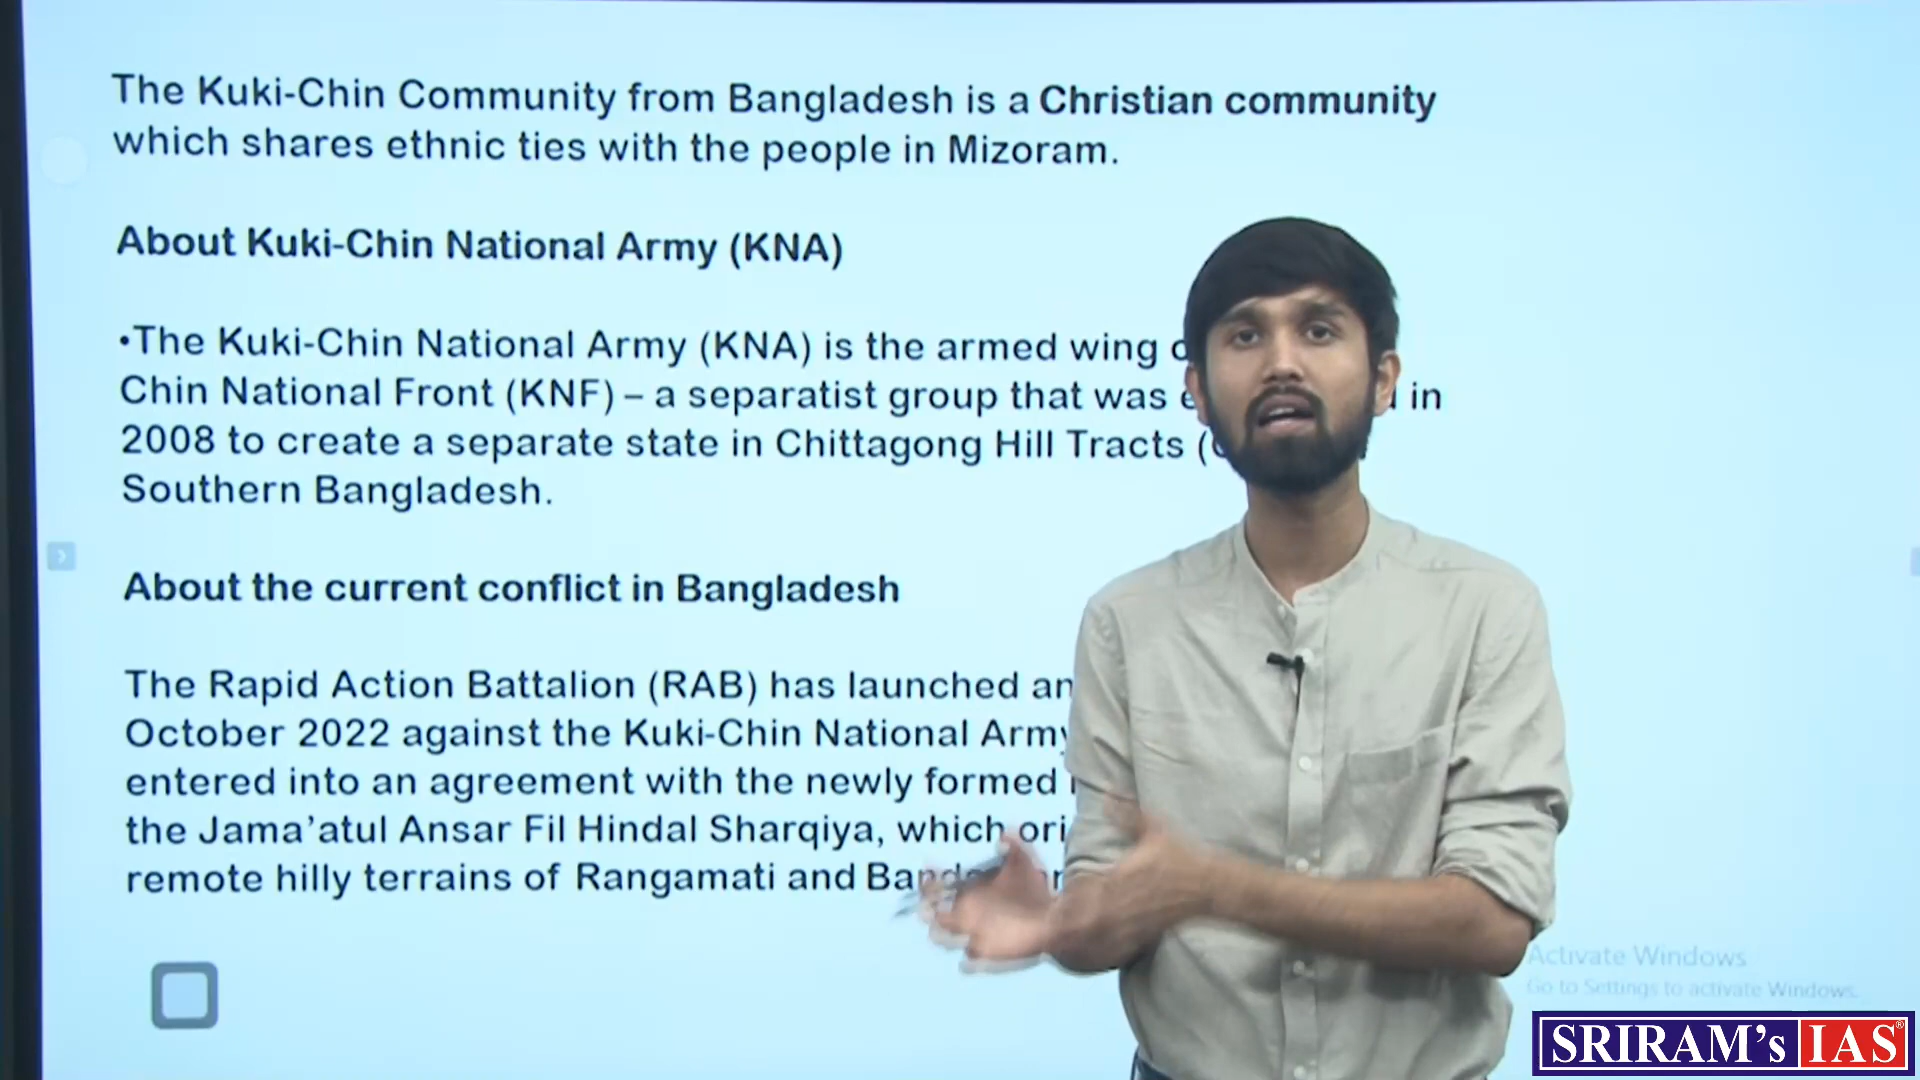 The Kuki-Chin Community from Bangladesh is a Christian community
which shares ethnic ties with the people in Mizoram.
About Kuki-Chin National Army (KNA)
•The Kuki-Chin National Army (KNA) is the armed wing
Chin National Front (KNF) – a separatist group that was in
2008 to create a separate state in Chittagong Hill Tracts (
Southern Bangladesh.
About the current conflict in Bangladesh
The Rapid Action Battalion (RAB) has launched an
October 2022 against the Kuki-Chin National Army
entered into an agreement with the newly formed
the Jama’atul Ansar Fil Hindal Sharqiya, which
remote hilly terrains of Rangamati and
Activate Windows
Go to Settings to activate Windows.
SRIRAM's IAS®